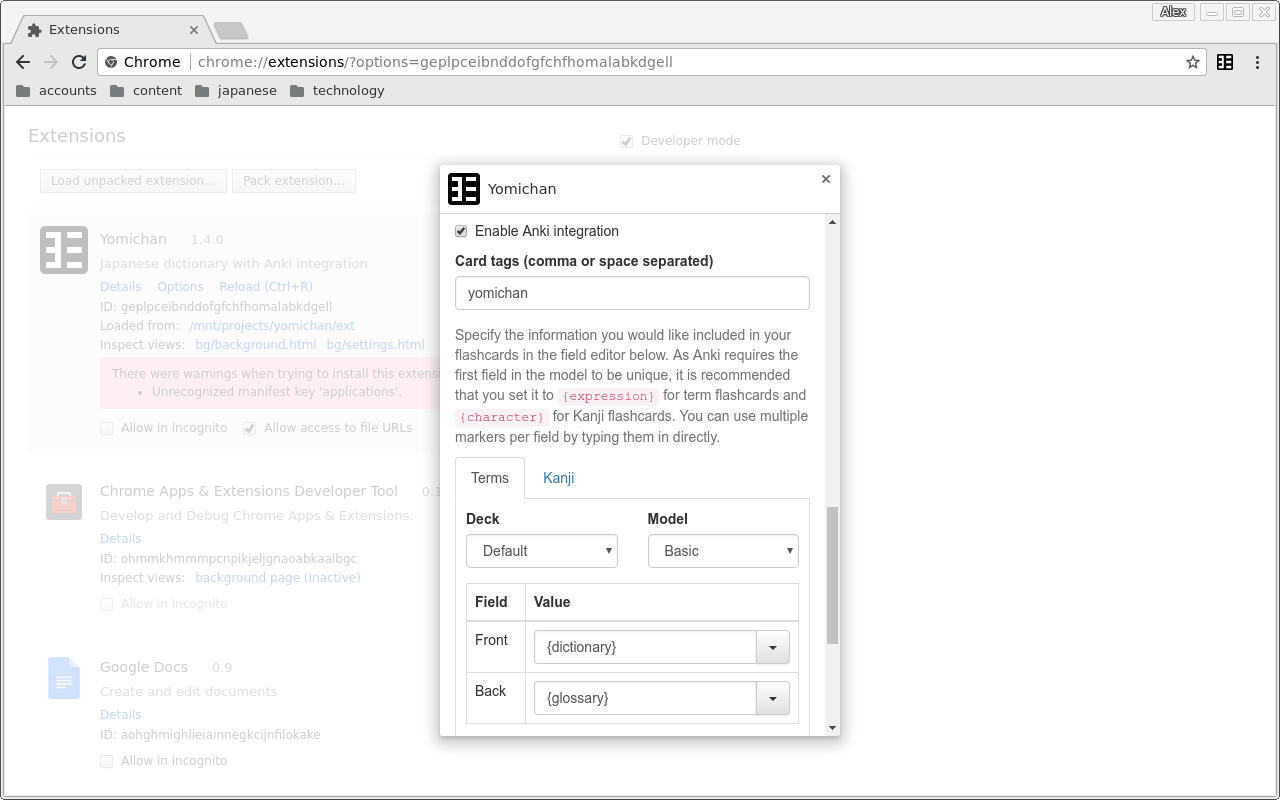 Alex
Extensions
Chrome chrome://extensions/?options=geplpceibnddofgfchfhomalabkdgell
accounts content japanese technology
Extensions
Developer mode
Load unpacked extension... Pack extension...
Yomichan 1.4.0
Japanese dictionary with Anki integration
Details Options Reload (Ctrl+R)
ID: geplpceibnddofgfchfhomalabkdgell
Loaded from: /mnt/projects/yomichan/ext
Inspect views: bg/background.html bg/settings.html
There were warnings when trying to install this extensi
• Unrecognized manifest key 'applications'.
Allow in incognito Allow access to file URLs
Chrome Apps & Extensions Developer Tool 0.1
Develop and Debug Chrome Apps & Extensions.
Details
ID: ohmmkhmmmpcnpikjeljgnaoabkaalbgc
Inspect views: background page (Inactive)
Allow in incognito
Google Docs 0.9
Create and edit documents
Details
ID: aohghmighlieiainnegkcijnfilokake
Allow in incognito
Yomichan
Enable Anki integration
Card tags (comma or space separated)
yomichan
Specify the information you would like included in your
flashcards in the field editor below. As Anki requires the
first field in the model to be unique, it is recommended
that you set it to {expression} for term flashcards and
{character} for Kanji flashcards. You can use multiple
markers per field by typing them in directly.
Terms Kanji
Deck Model
Default Basic
Field Value
Front {dictionary}
Back {glossary}